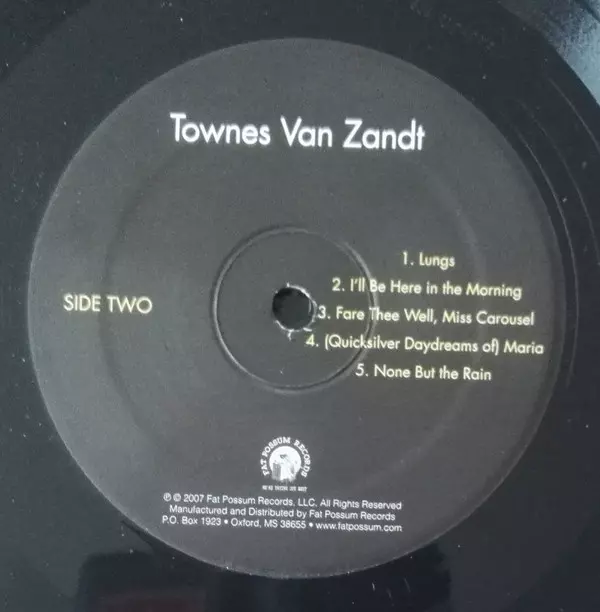 Townes Van Zandt
SIDE TWO
1. Lungs
2. I'll Be Here in the Morning
3. Fare Thee Well, Miss Carousel
4. (Quicksilver Daydreams of) Maria
5. None But the Rain
FAT POSSUM RECORDS
℗ © 2007 Fat Possum Records, LLC. All Rights Reserved
Manufactured and Distributed by Fat Possum Records
P.O. Box 1923 • Oxford, MS 38655 • www.fatpossum.com